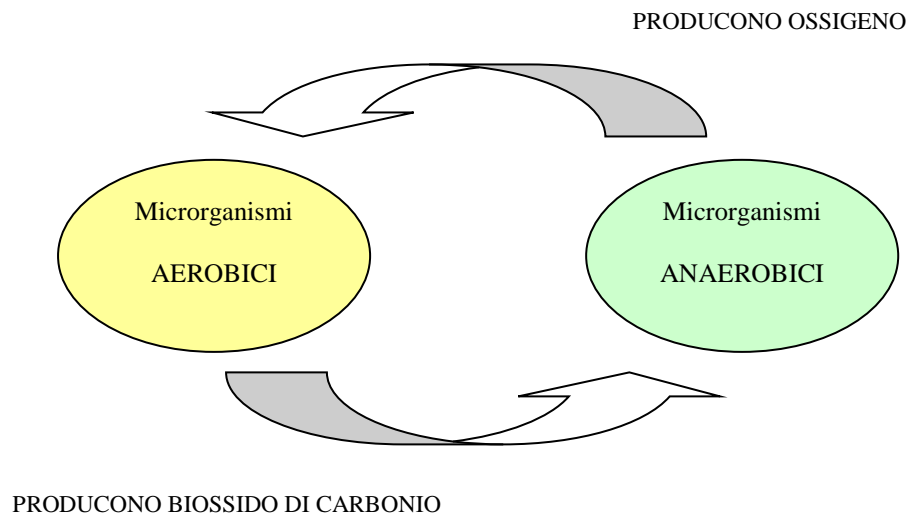 PRODUCONO OSSIGENO
Microrganismi
AEROBICI
Microrganismi
ANAEROBICI
PRODUCONO BIOSSIDO DI CARBONIO